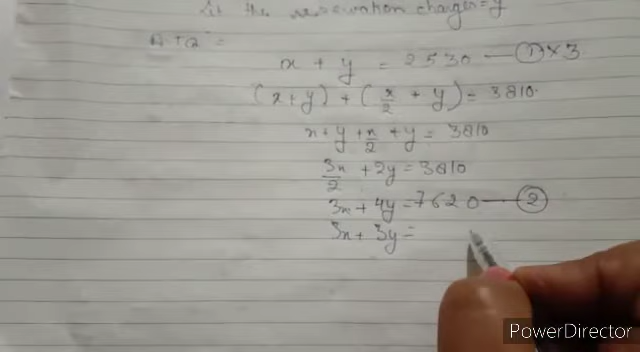 the reservation charges = y
A.T.Q =
x + y = 2530 — ① × 3
(x+y) + (x/2 + y) = 3810.
x + y + x/2 + y = 3810
3x/2 + 2y = 3810
3x + 4y = 7620 — ②
3x + 3y =
PowerDirector